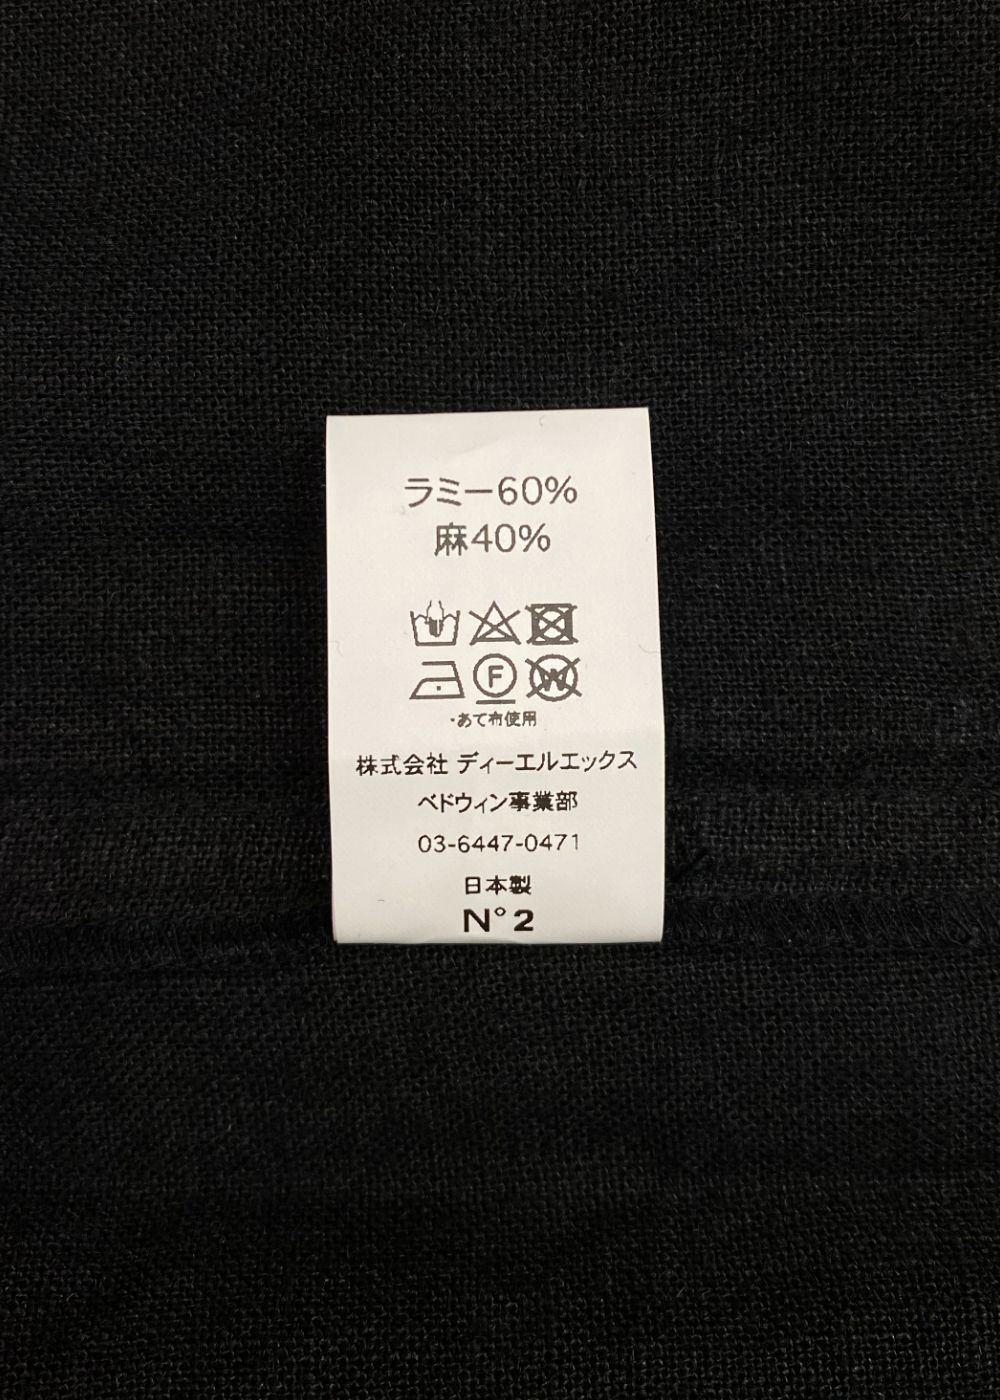 ラミー60%
麻40%
F W
・あて布使用
株式会社 ディーエルエックス
ベドウィン事業部
03-6447-0471
日本製
N°2